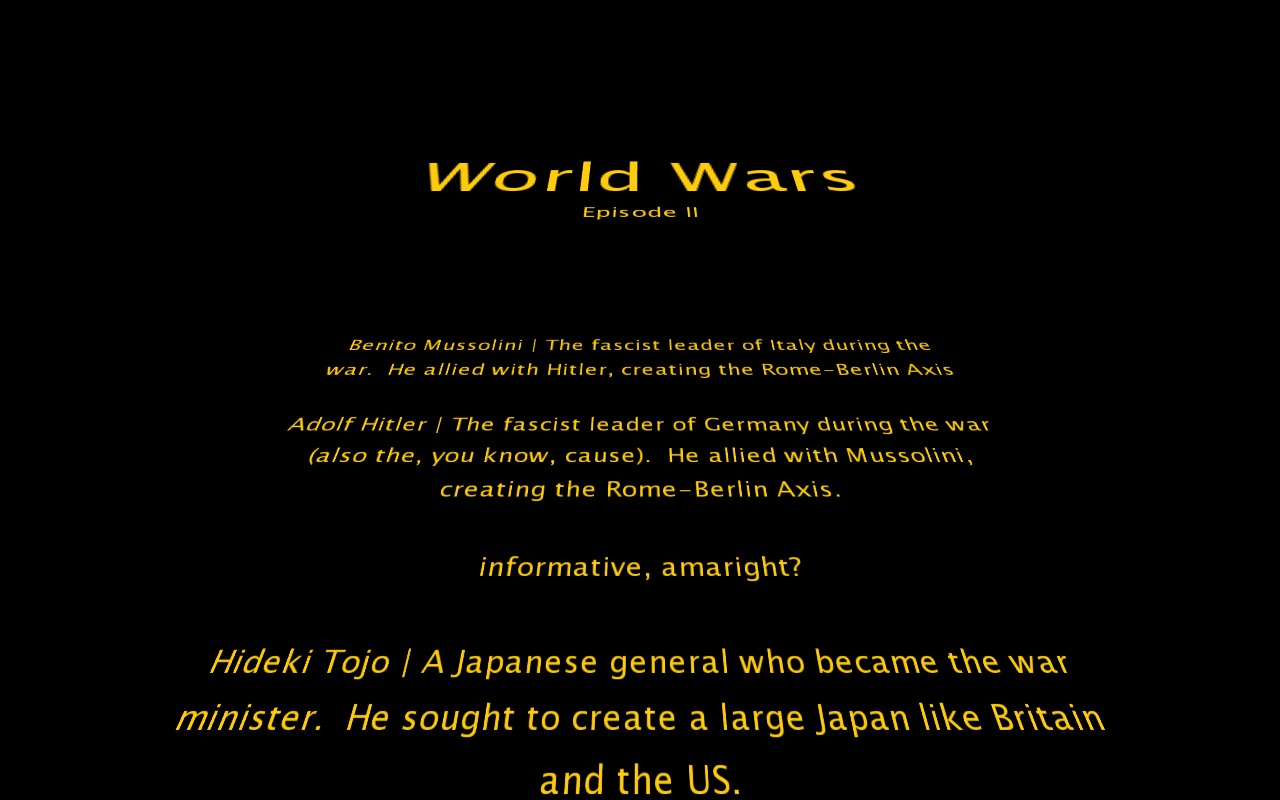 World Wars
Episode II
Benito Mussolini | The fascist leader of Italy during the
war.  He allied with Hitler, creating the Rome-Berlin Axis
Adolf Hitler | The fascist leader of Germany during the war
(also the, you know, cause).  He allied with Mussolini,
creating the Rome-Berlin Axis.
informative, amaright?
Hideki Tojo | A Japanese general who became the war
minister.  He sought to create a large Japan like Britain
and the US.